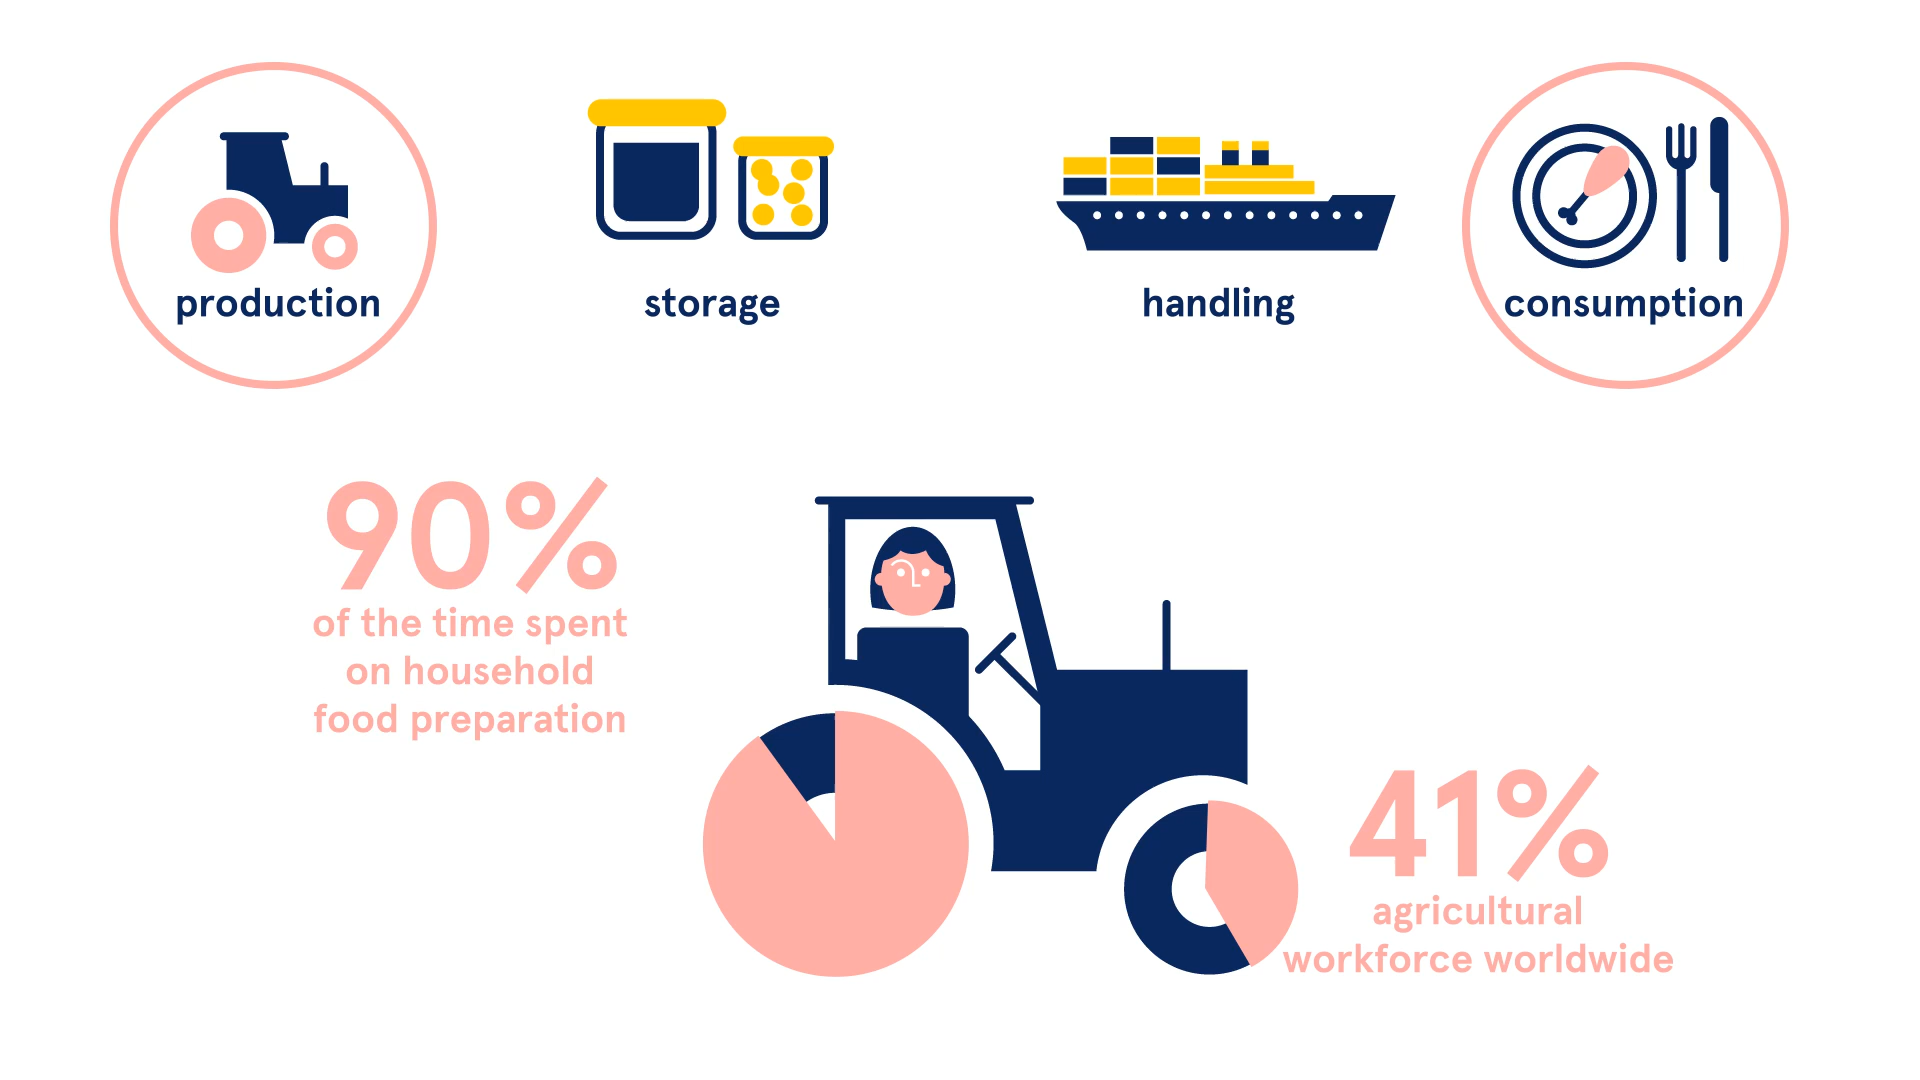 production
storage
handling
consumption
90%
of the time spent
on household
food preparation
41%
agricultural
workforce worldwide